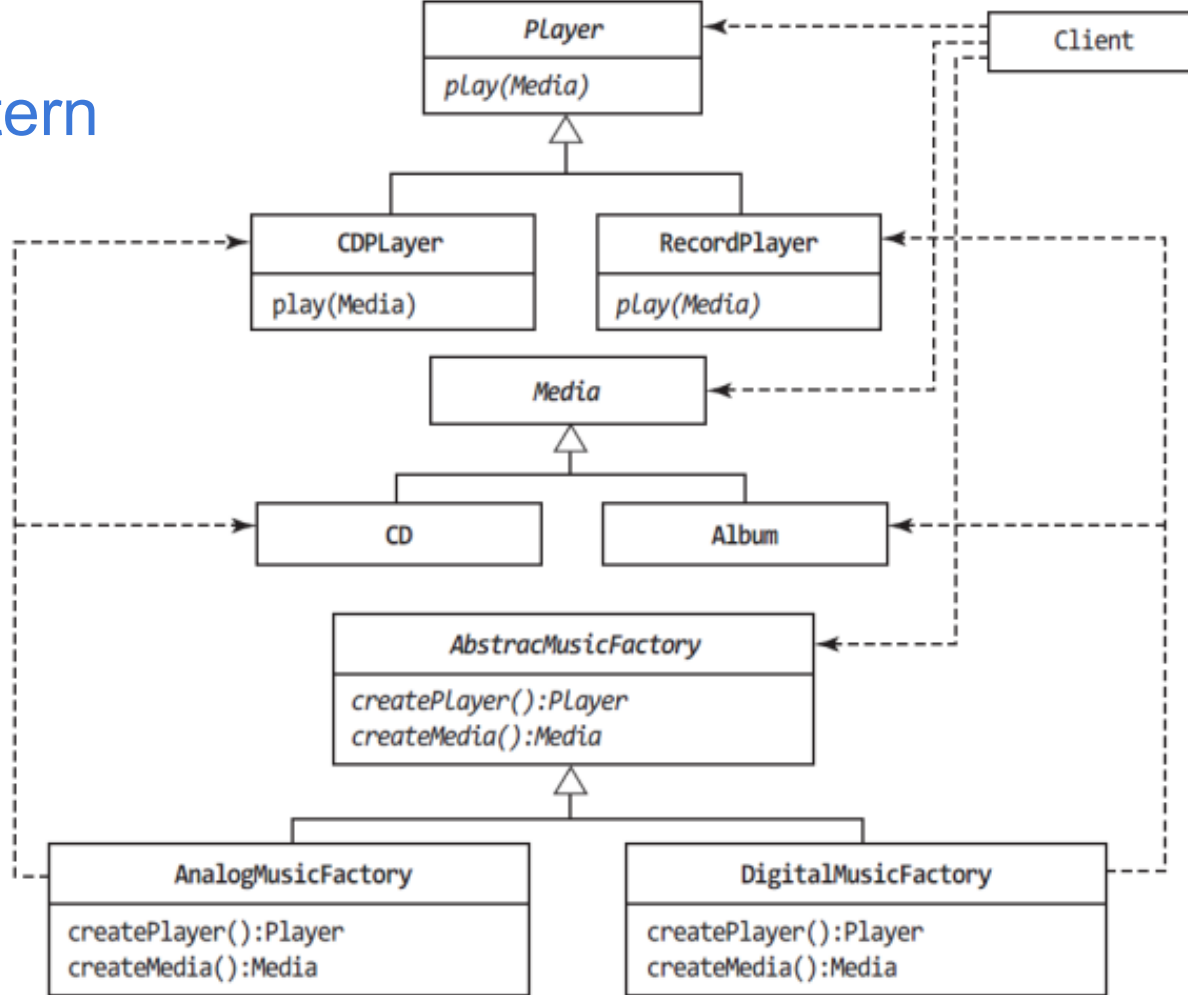 Player
Client
play(Media)
tern
CDPLayer
RecordPlayer
play(Media)
play(Media)
Media
CD
Album
AbstracMusicFactory
createPlayer():Player
createMedia():Media
AnalogMusicFactory
DigitalMusicFactory
createPlayer():Player
createPlayer():Player
createMedia():Media
createMedia():Media